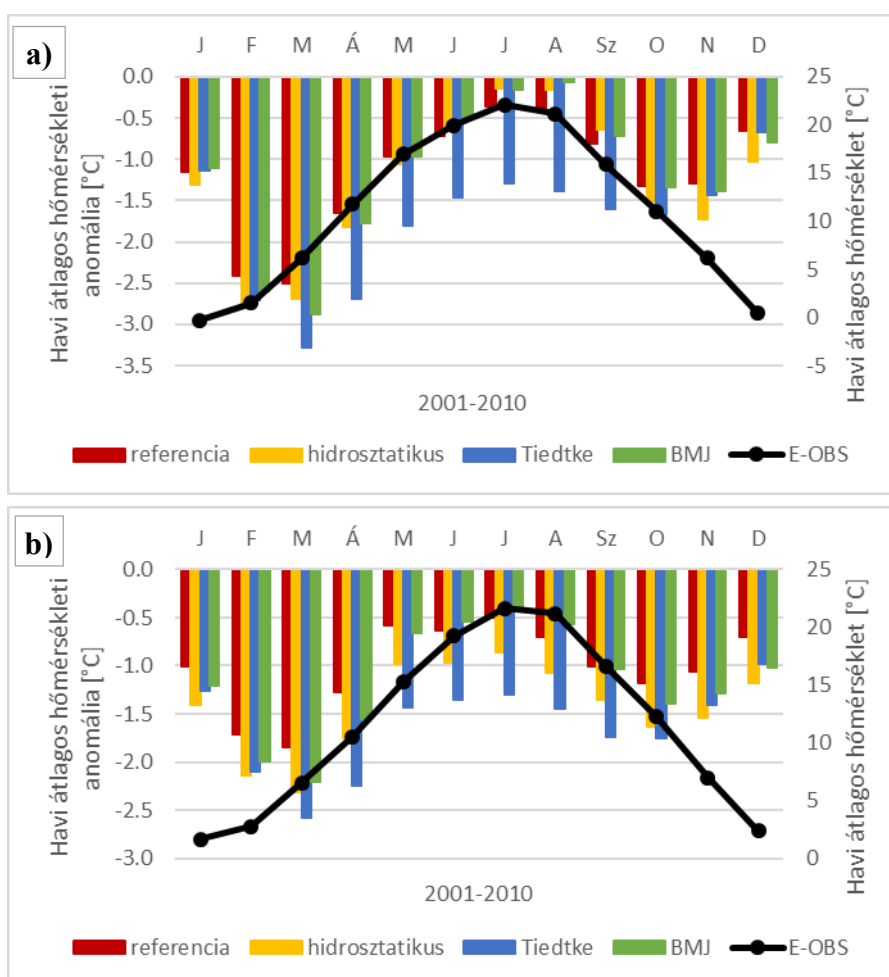 a)
J F M Á M J J A Sz O N D
Havi átlagos hőmérsékleti
anomália [°C]
0.0
-0.5
-1.0
-1.5
-2.0
-2.5
-3.0
-3.5
25
20
15
10
5
0
-5
Havi átlagos hőmérséklet [°C]
2001-2010
referencia hidrosztatikus Tiedtke BMJ E-OBS
b)
J F M Á M J J A Sz O N D
Havi átlagos hőmérsékleti
anomália [°C]
0.0
-0.5
-1.0
-1.5
-2.0
-2.5
-3.0
25
20
15
10
5
0
Havi átlagos hőmérséklet [°C]
2001-2010
referencia hidrosztatikus Tiedtke BMJ E-OBS